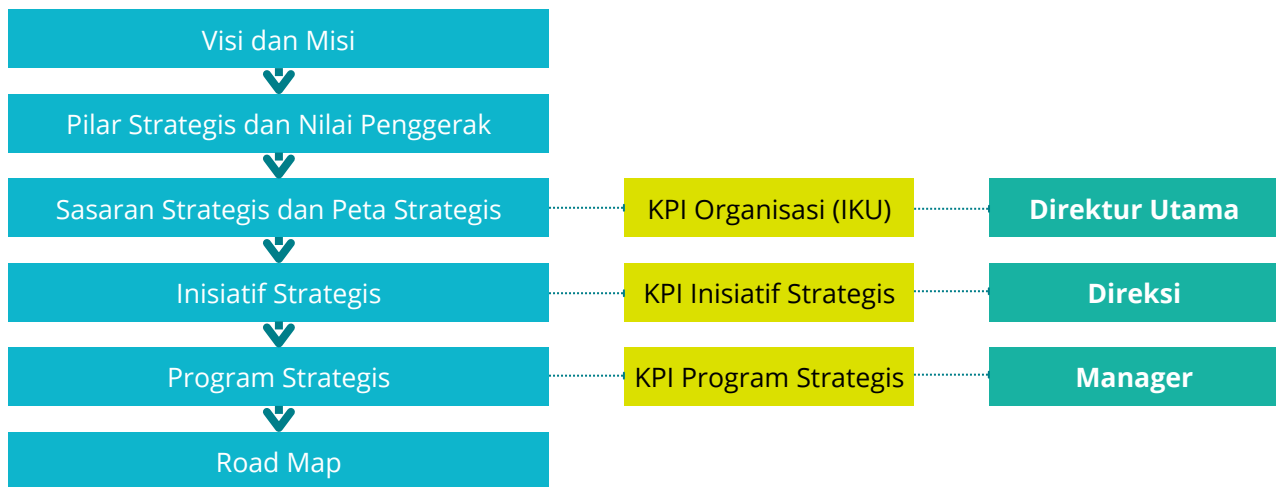 Visi dan Misi
Pilar Strategis dan Nilai Penggerak
Sasaran Strategis dan Peta Strategis
KPI Organisasi (IKU)
Direktur Utama
Inisiatif Strategis
KPI Inisiatif Strategis
Direksi
Program Strategis
KPI Program Strategis
Manager
Road Map